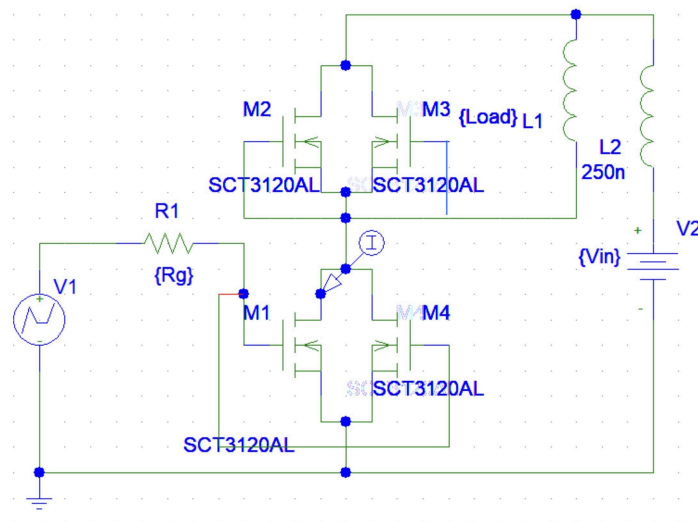 M2
M3
{Load} L1
L2
250n
SCT3120AL
SCT3120AL
R1
{Rg}
I
V2
+
{Vin}
-
V1
+
-
M1
M4
SCT3120AL
SCT3120AL